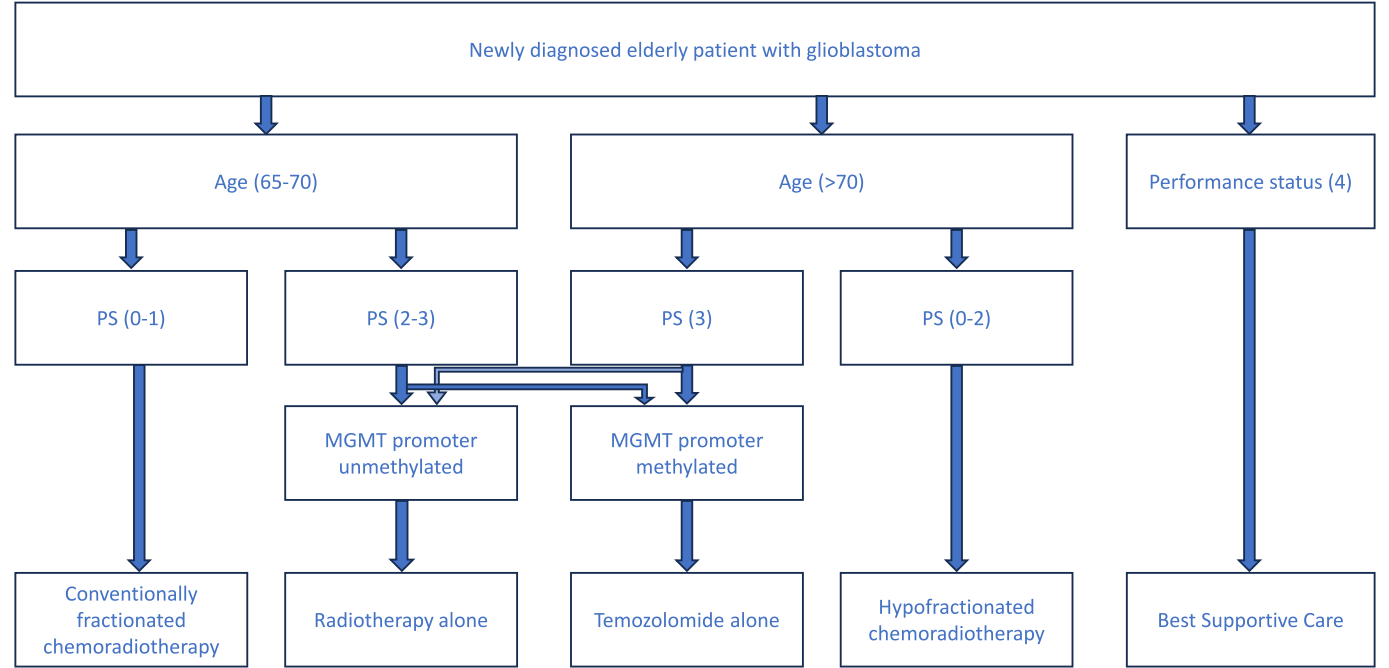 Newly diagnosed elderly patient with glioblastoma
Age (65-70)
Age (>70)
Performance status (4)
PS (0-1)
PS (2-3)
PS (3)
PS (0-2)
MGMT promoter
unmethylated
MGMT promoter
methylated
Conventionally
fractionated
chemoradiotherapy
Radiotherapy alone
Temozolomide alone
Hypofractionated
chemoradiotherapy
Best Supportive Care